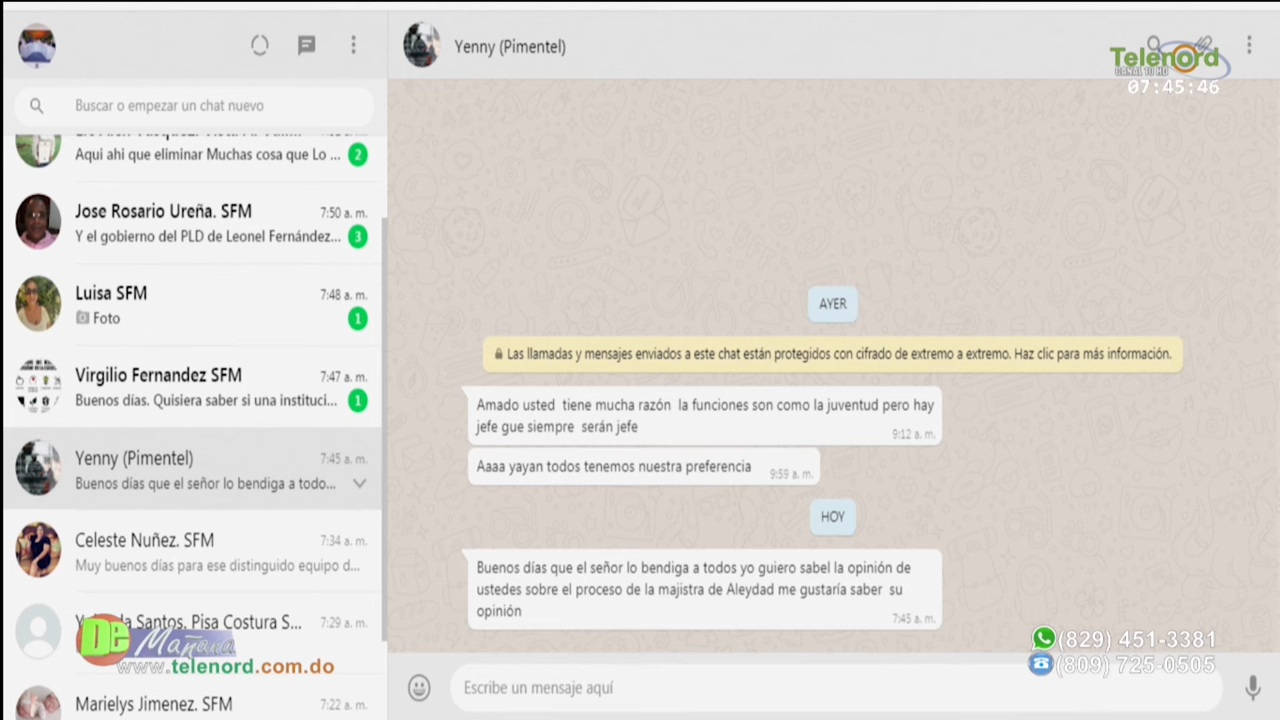 Yenny (Pimentel)
Telenord
CANAL 10 HD
07:45:46
Buscar o empezar un chat nuevo
Aqui ahi que eliminar Muchas cosa que Lo ...
2
Jose Rosario Ureña. SFM
7:50 a. m.
Y el gobierno del PLD de Leonel Fernández...
3
Luisa SFM
7:48 a. m.
Foto
1
Virgilio Fernandez SFM
7:47 a. m.
Buenos días. Quisiera saber si una instituci...
1
Yenny (Pimentel)
7:45 a. m.
Buenos días que el señor lo bendiga a todo...
Celeste Nuñez. SFM
7:34 a. m.
Muy buenos días para ese distinguido equipo d...
Santos. Pisa Costura S...
7:29 a. m.
De Mañana
www.telenord.com.do
Marielys Jimenez. SFM
7:22 a. m.
AYER
Las llamadas y mensajes enviados a este chat están protegidos con cifrado de extremo a extremo. Haz clic para más información.
Amado usted tiene mucha razón la funciones son como la juventud pero hay
jefe gue siempre serán jefe
9:12 a. m.
Aaaa yayan todos tenemos nuestra preferencia
9:59 a. m.
HOY
Buenos días que el señor lo bendiga a todos yo guiero sabel la opinión de
ustedes sobre el proceso de la majistra de Aleydad me gustaría saber su
opinión
7:45 a. m.
(829) 451-3381
(809) 725-0505
Escribe un mensaje aquí